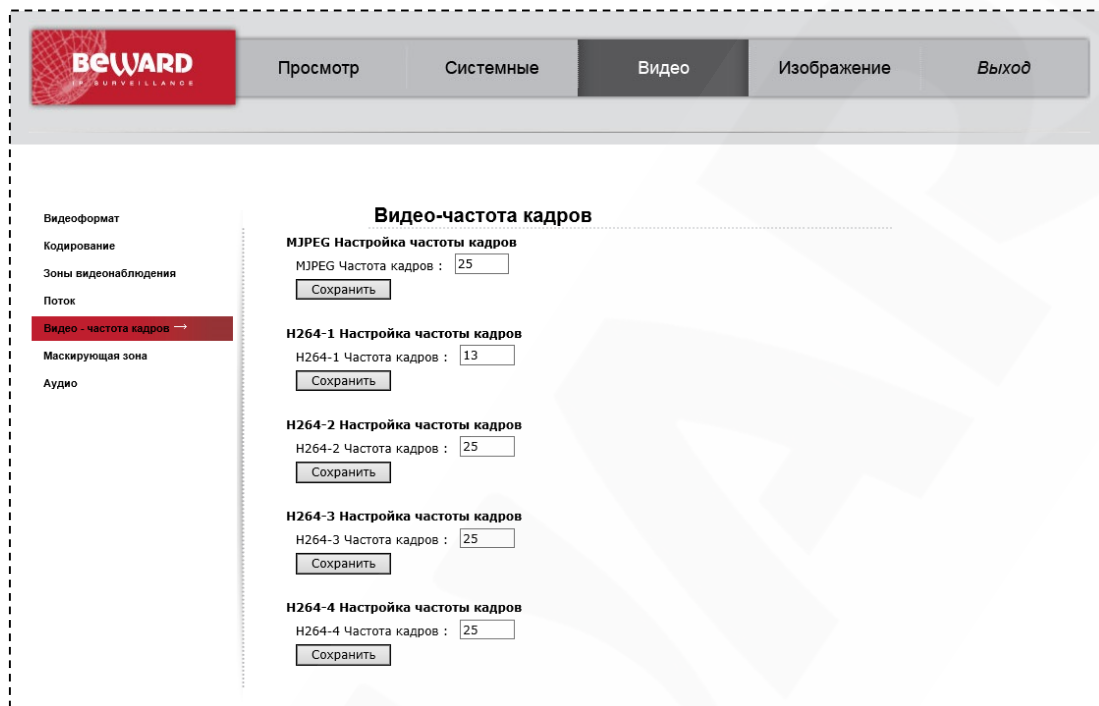 BEWARD
IP SURVEILLANCE
Просмотр Системные Видео Изображение Выход
Видеоформат
Кодирование
Зоны видеонаблюдения
Поток
Видео - частота кадров →
Маскирующая зона
Аудио
Видео-частота кадров
MJPEG Настройка частоты кадров
MJPEG Частота кадров : 25
Сохранить
H264-1 Настройка частоты кадров
H264-1 Частота кадров : 13
Сохранить
H264-2 Настройка частоты кадров
H264-2 Частота кадров : 25
Сохранить
H264-3 Настройка частоты кадров
H264-3 Частота кадров : 25
Сохранить
H264-4 Настройка частоты кадров
H264-4 Частота кадров : 25
Сохранить